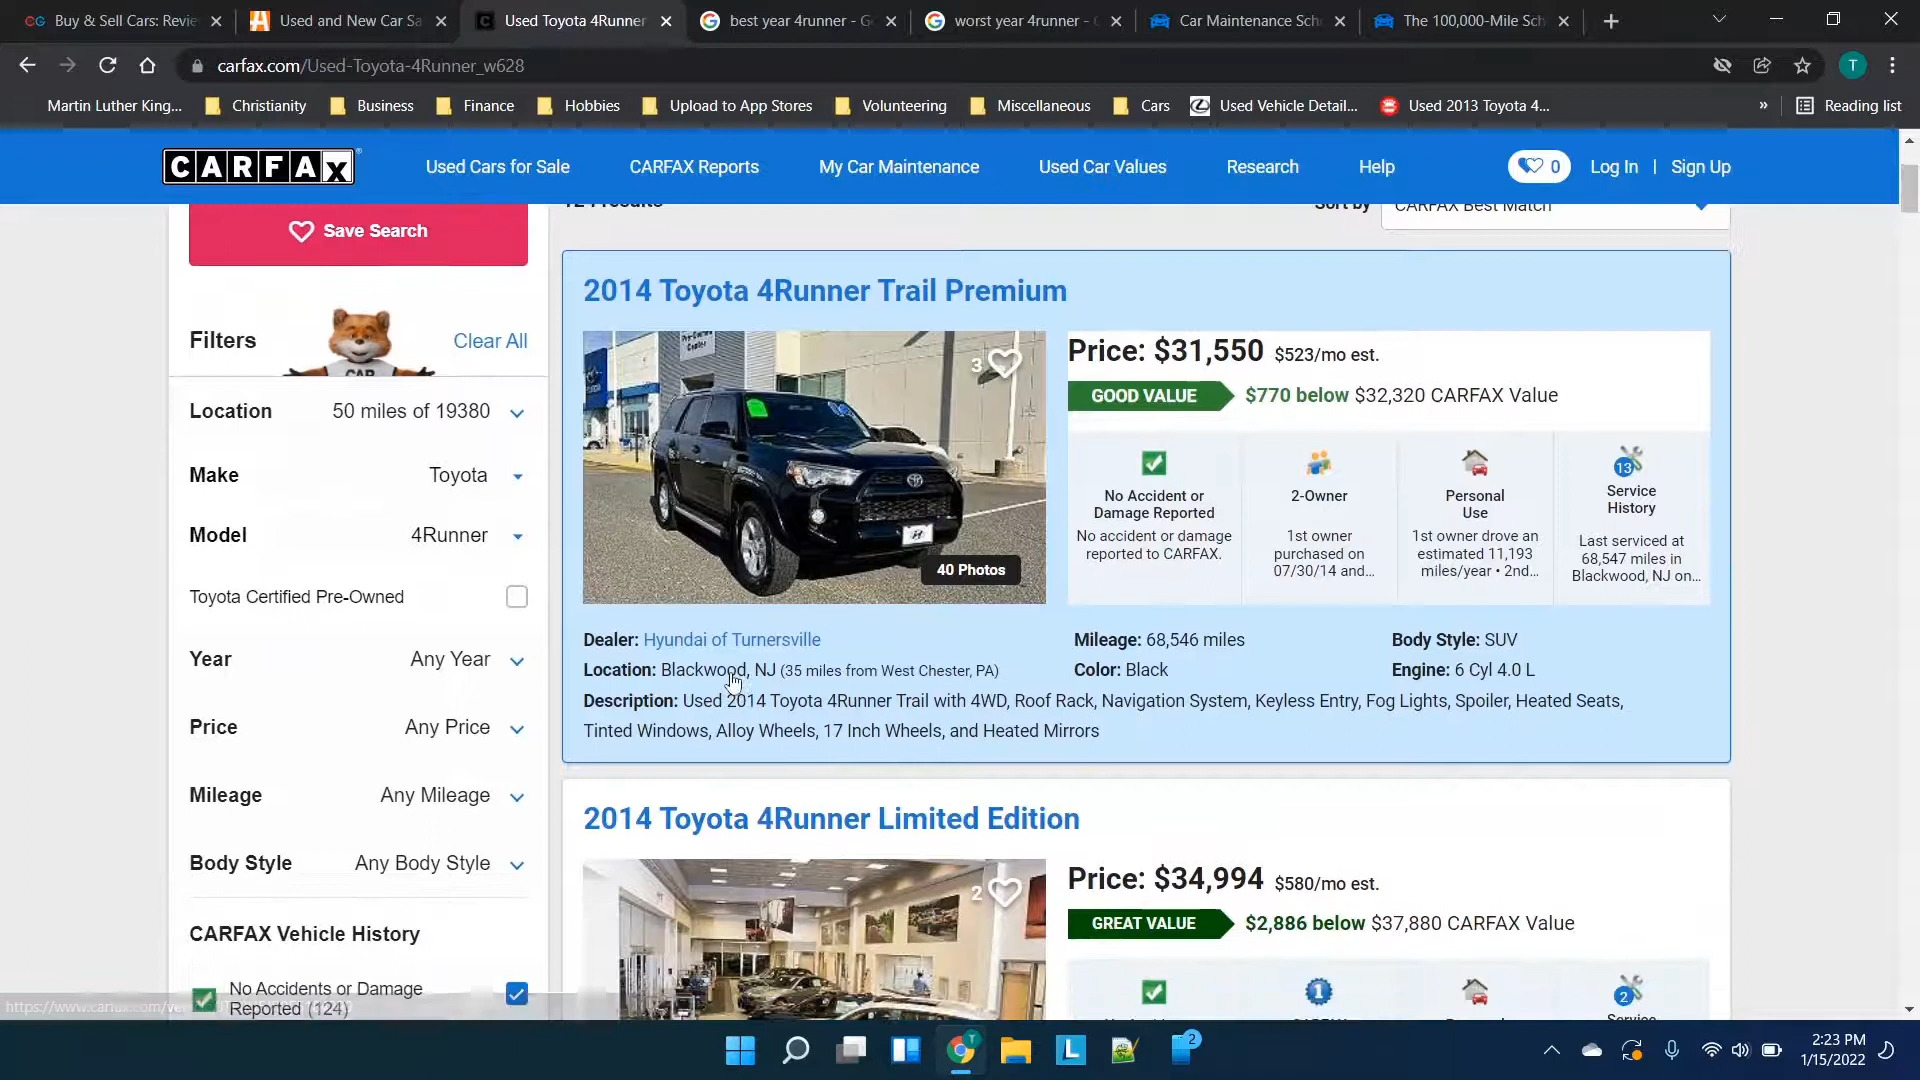 Buy & Sell Cars: Revie
Used and New Car Sa
Used Toyota 4Runner
best year 4runner - G
worst year 4runner -
Car Maintenance Sch
The 100,000-Mile Sch
carfax.com/Used-Toyota-4Runner_w628
T
Martin Luther King...
Christianity
Business
Finance
Hobbies
Upload to App Stores
Volunteering
Miscellaneous
Cars
Used Vehicle Detail...
Used 2013 Toyota 4...
»
Reading list
CARFAX
Used Cars for Sale
CARFAX Reports
My Car Maintenance
Used Car Values
Research
Help
0
Log In | Sign Up
124 results
Sort by
CARFAX Best Match
Save Search
Filters
CAR
Clear All
Location 50 miles of 19380
Make Toyota
Model 4Runner
Toyota Certified Pre-Owned
Year Any Year
Price Any Price
Mileage Any Mileage
Body Style Any Body Style
CARFAX Vehicle History
No Accidents or Damage
Reported (124)
2014 Toyota 4Runner Trail Premium
3
40 Photos
Price: $31,550 $523/mo est.
GOOD VALUE $770 below $32,320 CARFAX Value
No Accident or
Damage Reported
No accident or damage
reported to CARFAX.
2-Owner
1st owner
purchased on
07/30/14 and...
Personal
Use
1st owner drove an
estimated 11,193
miles/year • 2nd...
13
Service
History
Last serviced at
68,547 miles in
Blackwood, NJ on...
Dealer: Hyundai of Turnersville
Mileage: 68,546 miles
Body Style: SUV
Location: Blackwood, NJ (35 miles from West Chester, PA)
Color: Black
Engine: 6 Cyl 4.0 L
Description: Used 2014 Toyota 4Runner Trail with 4WD, Roof Rack, Navigation System, Keyless Entry, Fog Lights, Spoiler, Heated Seats,
Tinted Windows, Alloy Wheels, 17 Inch Wheels, and Heated Mirrors
2014 Toyota 4Runner Limited Edition
2
Price: $34,994 $580/mo est.
GREAT VALUE $2,886 below $37,880 CARFAX Value
1
2
Service
2
2:23 PM
1/15/2022